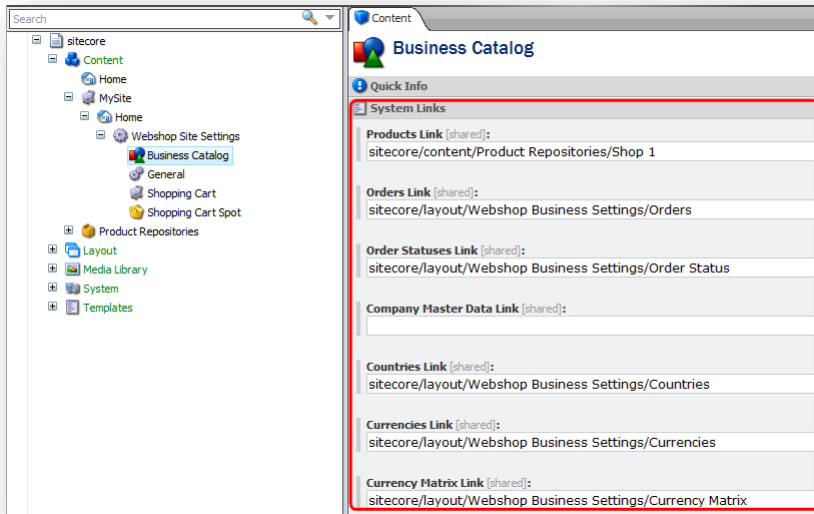 Search
sitecore
Content
Home
MySite
Home
Webshop Site Settings
Business Catalog
General
Shopping Cart
Shopping Cart Spot
Product Repositories
Layout
Media Library
System
Templates
Content
Business Catalog
Quick Info
System Links
Products Link [shared]:
sitecore/content/Product Repositories/Shop 1
Orders Link [shared]:
sitecore/layout/Webshop Business Settings/Orders
Order Statuses Link [shared]:
sitecore/layout/Webshop Business Settings/Order Status
Company Master Data Link [shared]:
Countries Link [shared]:
sitecore/layout/Webshop Business Settings/Countries
Currencies Link [shared]:
sitecore/layout/Webshop Business Settings/Currencies
Currency Matrix Link [shared]:
sitecore/layout/Webshop Business Settings/Currency Matrix